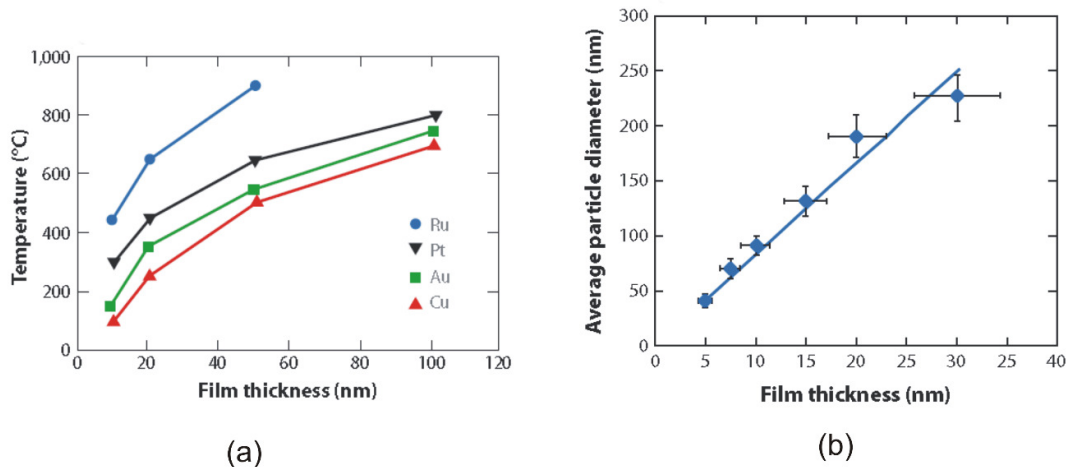 1,000
800
600
400
200
0
Temperature (°C)
Ru
Pt
Au
Cu
0 20 40 60 80 100 120
Film thickness (nm)
(a)
300
250
200
150
100
50
0
Average particle diameter (nm)
0 5 10 15 20 25 30 25 40
Film thickness (nm)
(b)